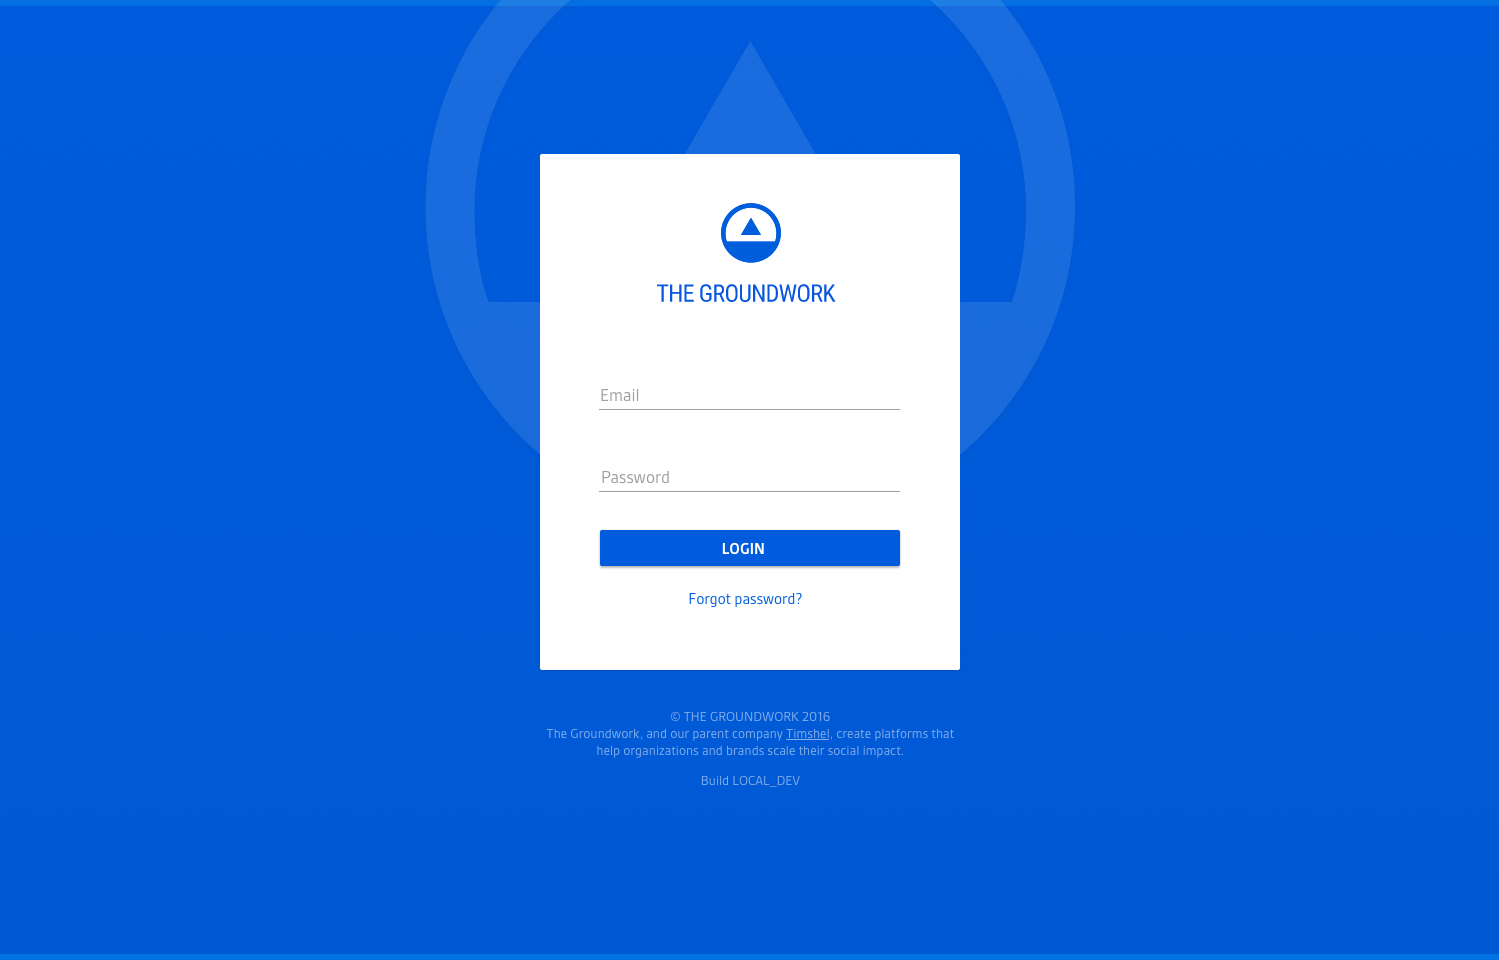 THE GROUNDWORK
Email
Password
LOGIN
Forgot password?
© THE GROUNDWORK 2016
The Groundwork, and our parent company Timshel, create platforms that
help organizations and brands scale their social impact.
Build LOCAL_DEV